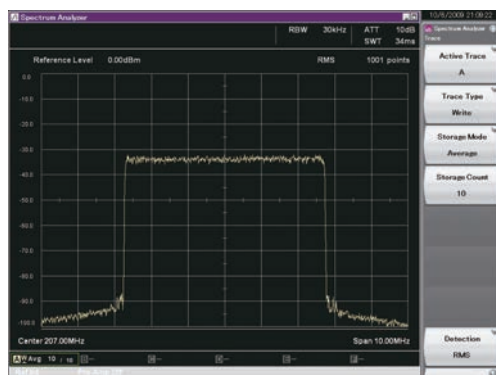 Spectrum Analyzer
10/8/2009 21:09:22
RBW 30kHz ATT 10dB
SWT 34ms
Reference Level 0.00dBm RMS 1001 points
0.0
-10.0
-20.0
-30.0
-40.0
-50.0
-60.0
-70.0
-80.0
-90.0
-100.0
Center 207.00MHz Span 10.00MHz
Avg 10 / 10
Spectrum Analyzer
Trace
Active Trace
A
Trace Type
Write
Storage Mode
Average
Storage Count
10
Detection
RMS